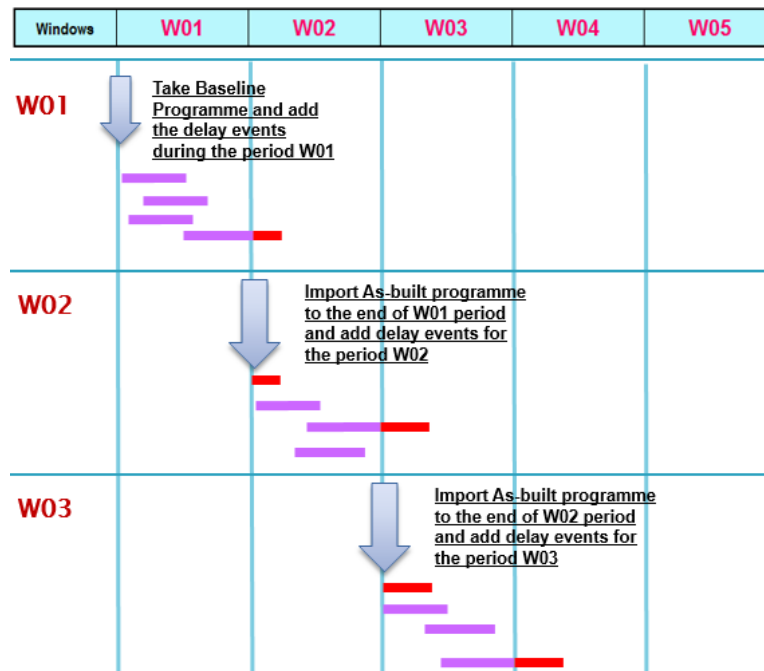 Windows W01 W02 W03 W04 W05
W01
Take Baseline
Programme and add
the delay events
during the period W01
W02
Import As-built programme
to the end of W01 period
and add delay events for
the period W02
W03
Import As-built programme
to the end of W02 period
and add delay events for
the period W03